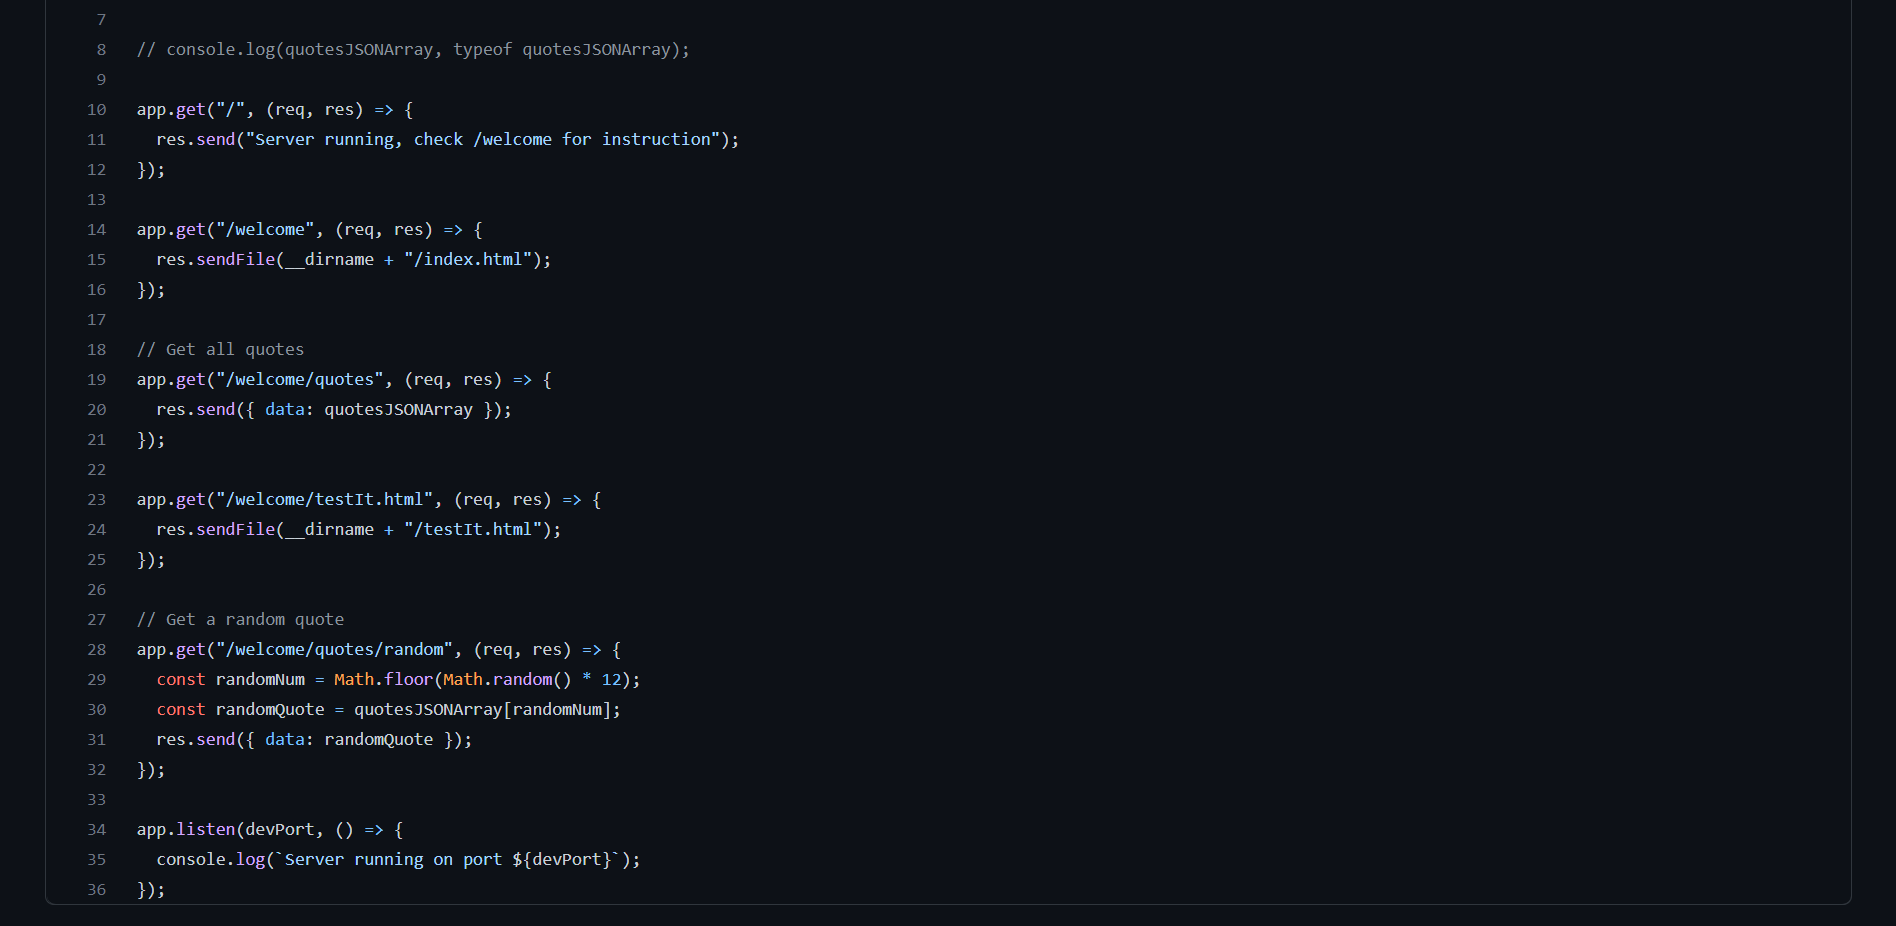 7
8 // console.log(quotesJSONArray, typeof quotesJSONArray);
9
10 app.get("/", (req, res) => {
11   res.send("Server running, check /welcome for instruction");
12 });
13
14 app.get("/welcome", (req, res) => {
15   res.sendFile(__dirname + "/index.html");
16 });
17
18 // Get all quotes
19 app.get("/welcome/quotes", (req, res) => {
20   res.send({ data: quotesJSONArray });
21 });
22
23 app.get("/welcome/testIt.html", (req, res) => {
24   res.sendFile(__dirname + "/testIt.html");
25 });
26
27 // Get a random quote
28 app.get("/welcome/quotes/random", (req, res) => {
29   const randomNum = Math.floor(Math.random() * 12);
30   const randomQuote = quotesJSONArray[randomNum];
31   res.send({ data: randomQuote });
32 });
33
34 app.listen(devPort, () => {
35   console.log(`Server running on port ${devPort}`);
36 });